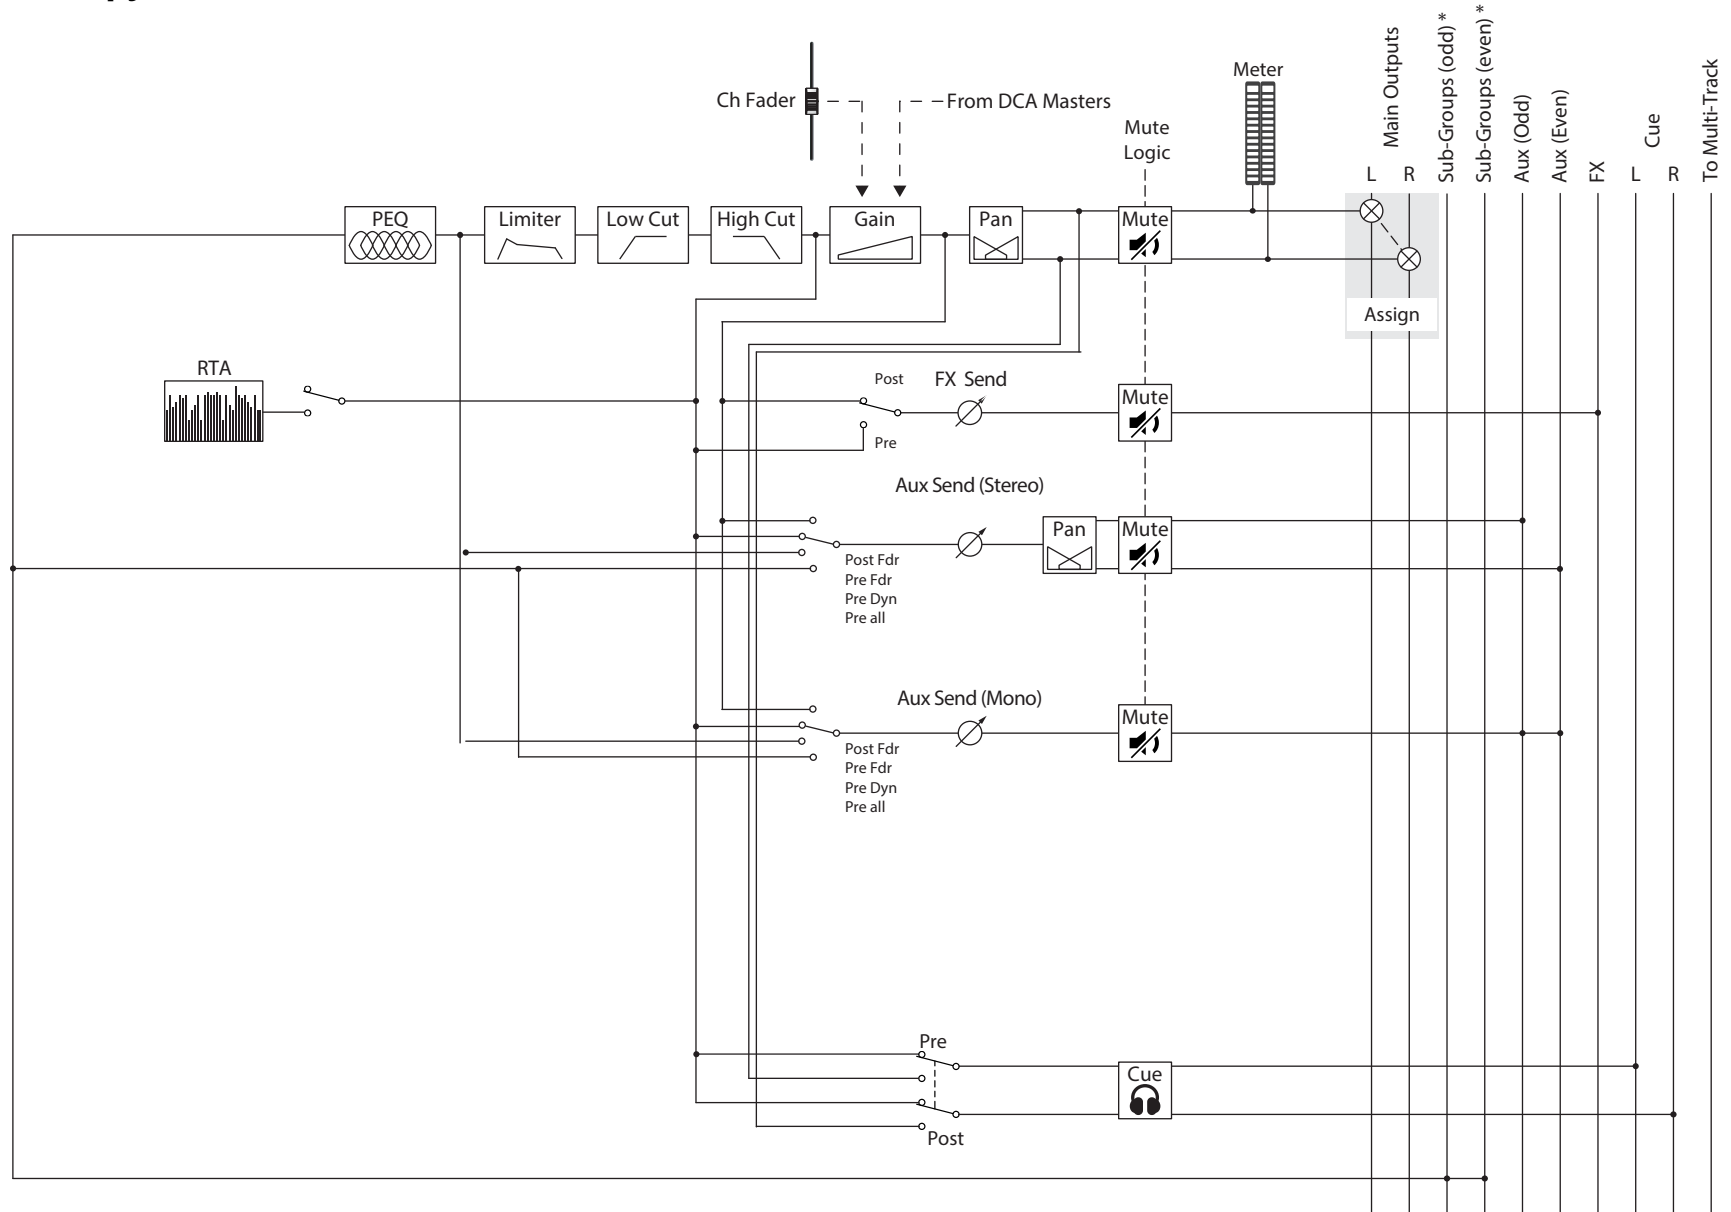 Ch Fader
From DCA Masters
Meter
Mute
Logic
Main Outputs
L
R
Sub-Groups (odd) *
Sub-Groups (even) *
Aux (Odd)
Aux (Even)
FX
Cue
L
R
To Multi-Track
PEQ
Limiter
Low Cut
High Cut
Gain
Pan
Mute
Assign
RTA
Post
FX Send
Pre
Mute
Aux Send (Stereo)
Pan
Mute
Post Fdr
Pre Fdr
Pre Dyn
Pre all
Aux Send (Mono)
Mute
Post Fdr
Pre Fdr
Pre Dyn
Pre all
Pre
Cue
Post